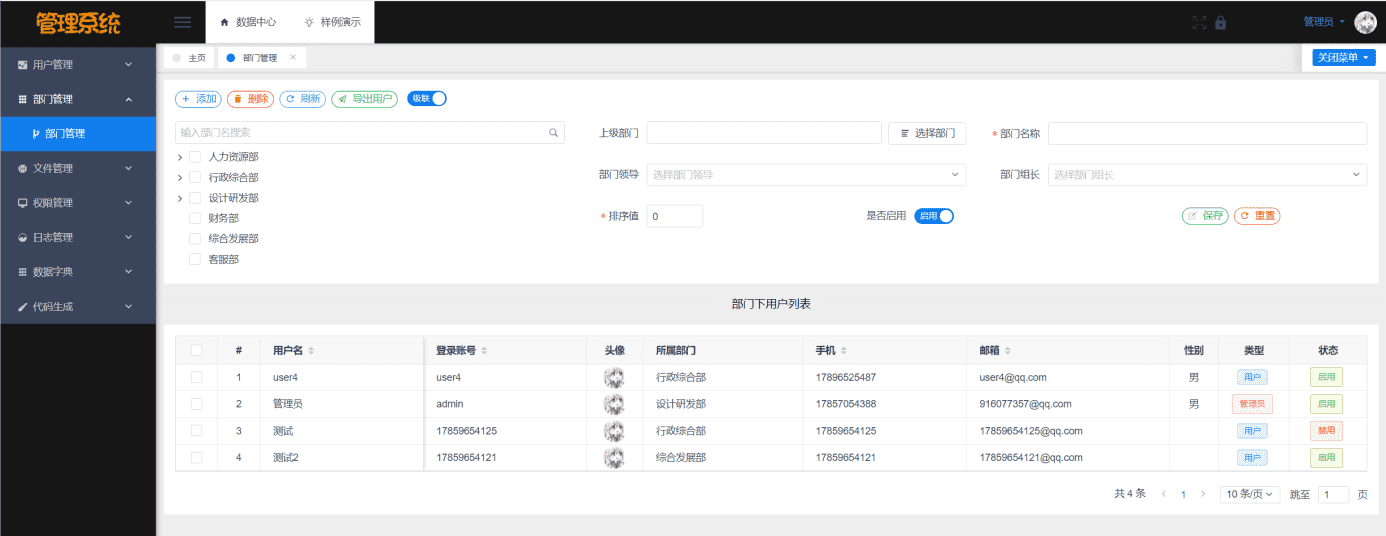 管理系统
数据中心 样例演示
管理员
用户管理
部门管理
部门管理
文件管理
权限管理
日志管理
数据字典
代码生成
主页 部门管理 ×
关闭菜单
+ 添加 删除 刷新 导出用户 级联
输入部门名搜索
人力资源部
行政综合部
设计研发部
财务部
综合发展部
客服部
上级部门 选择部门 * 部门名称
部门领导 选择部门领导 部门组长 选择部门组长
* 排序值 0 是否启用 启用 保存 重置
部门下用户列表
# 用户名 登录账号 头像 所属部门 手机 邮箱 性别 类型 状态
1 user4 user4 行政综合部 17896525487 user4@qq.com 男 用户 启用
2 管理员 admin 设计研发部 17857054388 916077357@qq.com 男 管理员 启用
3 测试 17859654125 行政综合部 17859654125 17859654125@qq.com 用户 禁用
4 测试2 17859654121 综合发展部 17859654121 17859654121@qq.com 用户 启用
共 4 条 < 1 > 10 条/页 跳至 1 页